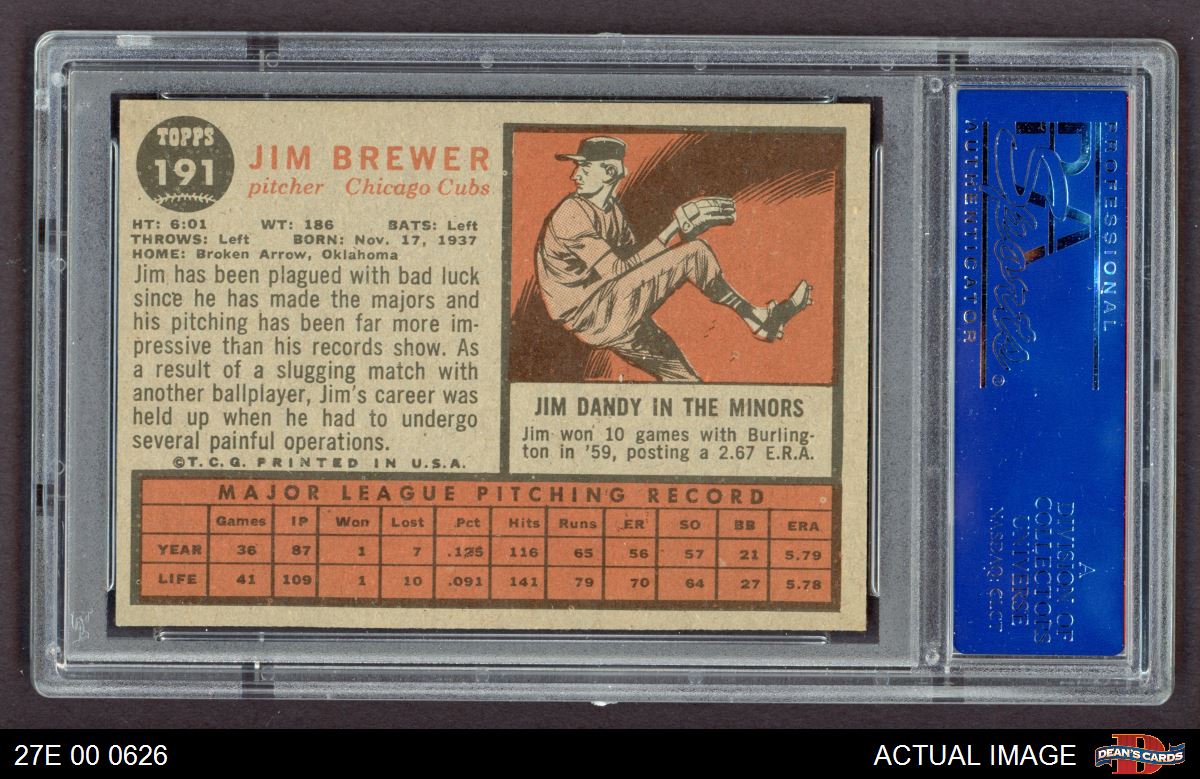 TOPPS
191
JIM BREWER
pitcher Chicago Cubs
HT: 6:01 WT: 186 BATS: Left
THROWS: Left BORN: Nov. 17, 1937
HOME: Broken Arrow, Oklahoma
Jim has been plagued with bad luck
since he has made the majors and
his pitching has been far more im-
pressive than his records show. As
a result of a slugging match with
another ballplayer, Jim's career was
held up when he had to undergo
several painful operations.
©T.C.G. PRINTED IN U.S.A.
JIM DANDY IN THE MINORS
Jim won 10 games with Burling-
ton in '59, posting a 2.67 E.R.A.
MAJOR LEAGUE PITCHING RECORD
Games IP Won Lost Pct Hits Runs ER SO BB ERA
YEAR 36 87 1 7 .125 116 65 56 57 21 5.79
LIFE 41 109 1 10 .091 141 79 70 64 27 5.78
PROFESSIONAL
PSA
Sports
AUTHENTICATOR
A
DIVISION OF
COLLECTORS
UNIVERSE
NASDAQ: CLCT
27E 00 0626
ACTUAL IMAGE
DEAN'S CARDS